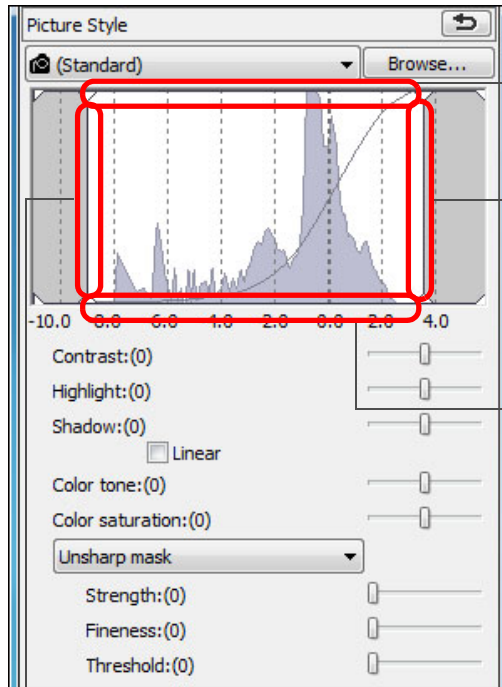 Picture Style
(Standard) Browse...
-10.0 -8.0 -6.0 -4.0 -2.0 0.0 2.0 4.0
Contrast:(0)
Highlight:(0)
Shadow:(0)
Linear
Color tone:(0)
Color saturation:(0)
Unsharp mask
Strength:(0)
Fineness:(0)
Threshold:(0)